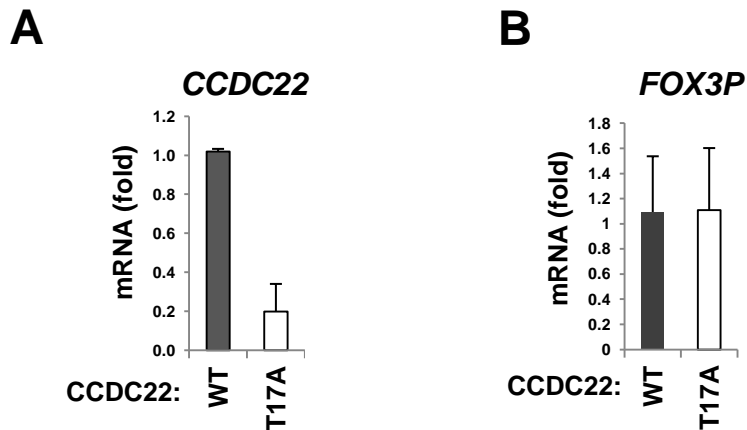 A
CCDC22
mRNA (fold)
1.2
1.0
0.8
0.6
0.4
0.2
0.0
CCDC22:
WT
T17A
B
FOX3P
mRNA (fold)
1.8
1.6
1.4
1.2
1
0.8
0.6
0.4
0.2
0
CCDC22:
WT
T17A